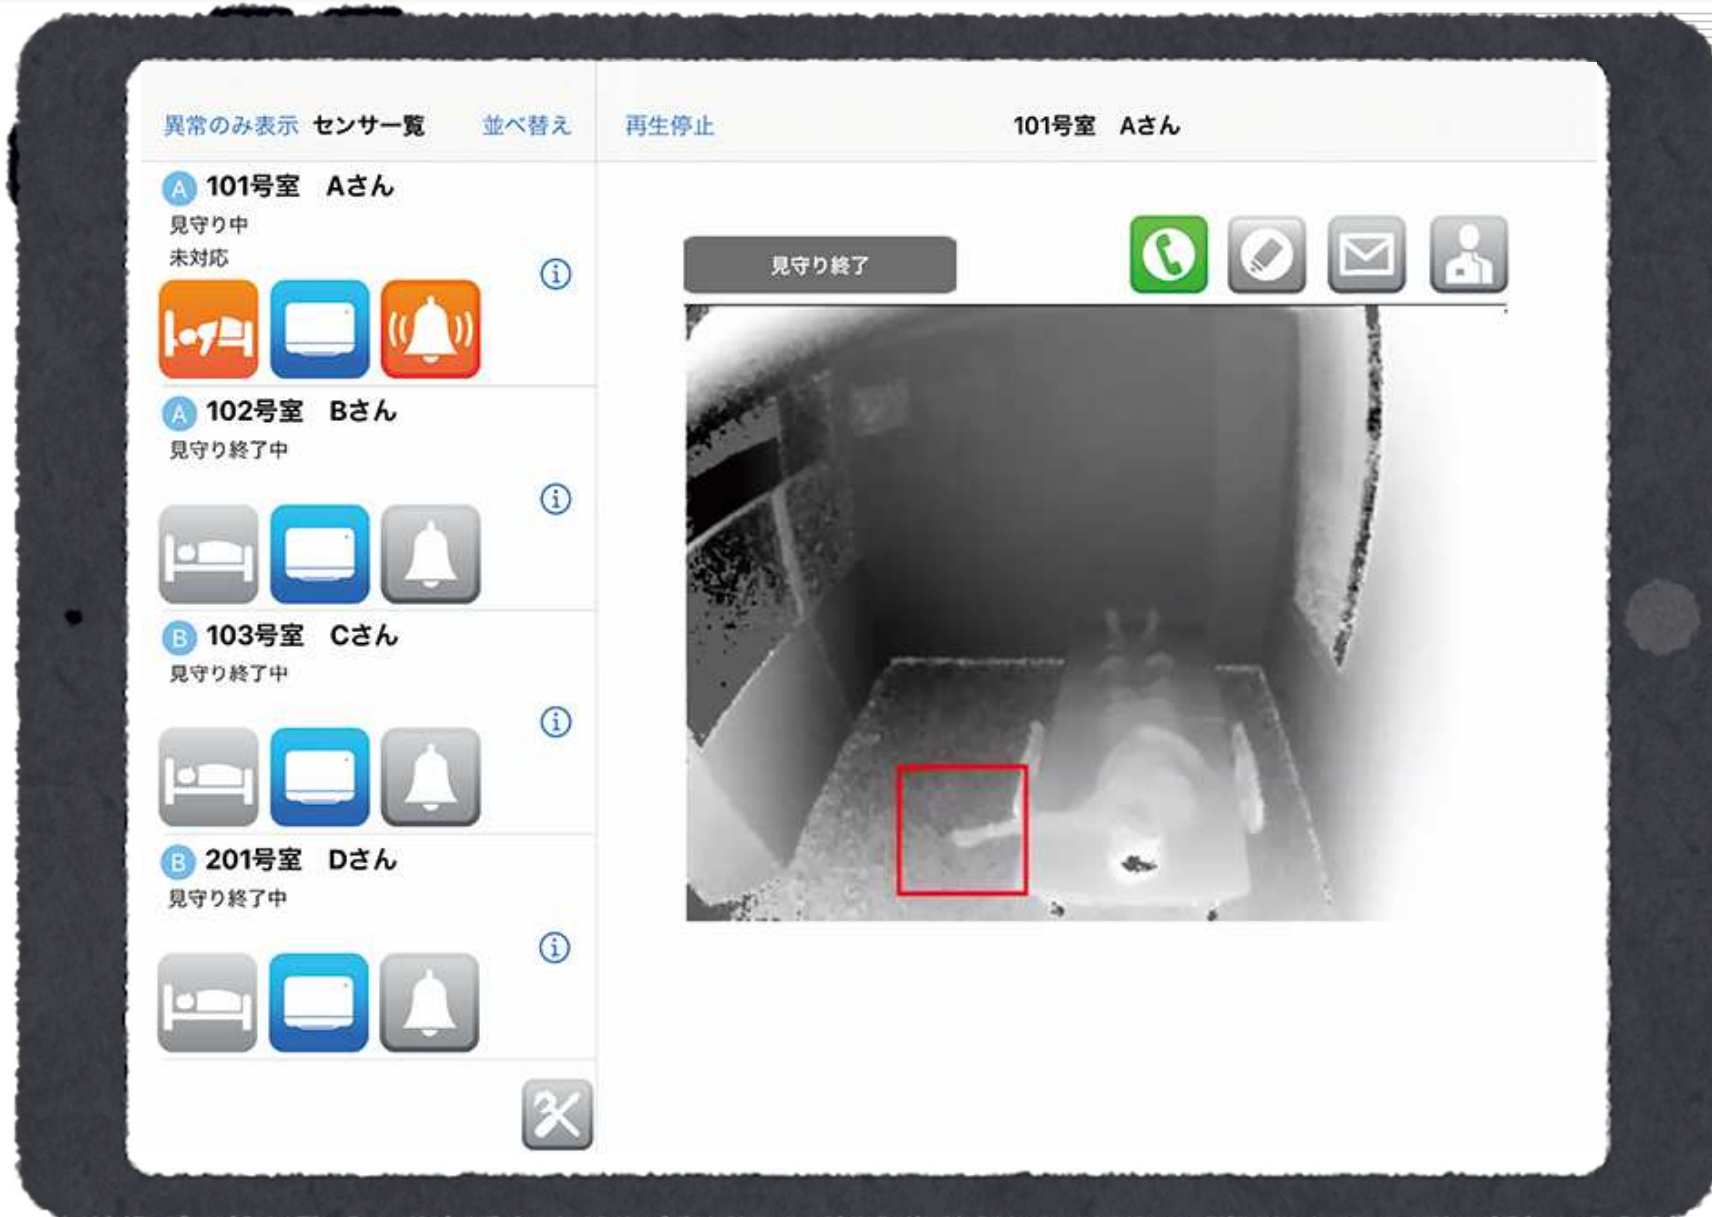 異常のみ表示 センサ一覧 並べ替え
再生停止 101号室 Aさん
A 101号室 Aさん
見守り中
未対応
A 102号室 Bさん
見守り終了中
B 103号室 Cさん
見守り終了中
B 201号室 Dさん
見守り終了中
見守り終了